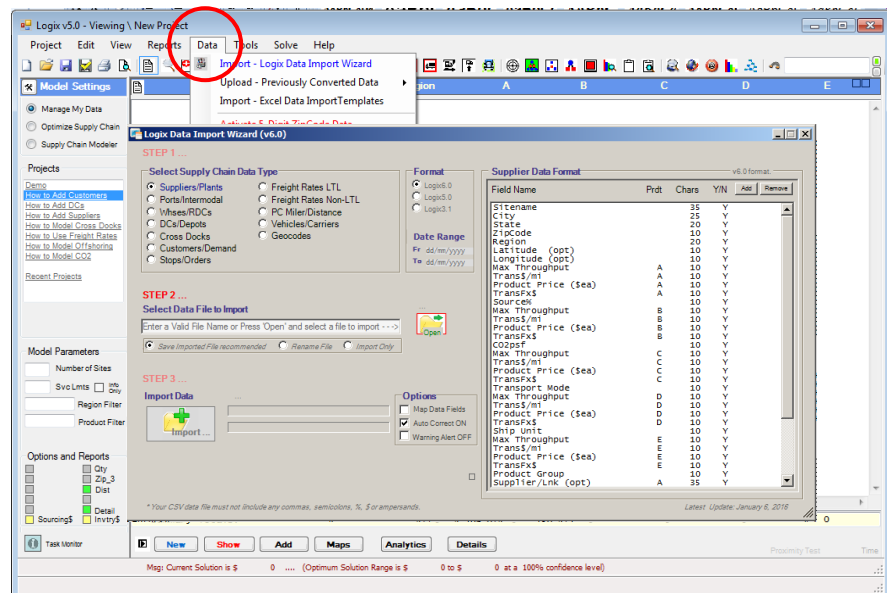 Logix v5.0 - Viewing \ New Project
Project Edit View Reports Data Tools Solve Help
Import - Logix Data Import Wizard
Upload - Previously Converted Data
Import - Excel Data ImportTemplates
Model Settings
gion A B C D E
Manage My Data
Optimize Supply Chain
Supply Chain Modeler
Projects
Demo
How to Add Customers
How to Add DCs
How to Add Suppliers
How to Model Cross Docks
How to Use Freight Rates
How to Model Offshoring
How to Model CO2
Recent Projects
Model Parameters
Number of Sites
Svc Lmts Info Only
Region Filter
Product Filter
Options and Reports
Qty
Zip_3
Dist
Detail
Sourcing$ Invtry$
Task Monitor
Logix Data Import Wizard (v6.0)
STEP 1 ...
Select Supply Chain Data Type
Suppliers/Plants Freight Rates LTL
Ports/Intermodal Freight Rates Non-LTL
Whses/RDCs PC Miler/Distance
DCs/Depots Vehicles/Carriers
Cross Docks Geocodes
Customers/Demand
Stops/Orders
Format
Logix6.0
Logix5.0
Logix3.1
Date Range
Fr dd/mm/yyyy
To dd/mm/yyyy
STEP 2 ...
Select Data File to Import
Enter a Valid File Name or Press 'Open' and select a file to import - - ->
...
Open
Save Imported File recommended Rename File Import Only
STEP 3 ...
Import Data ...
Import ...
Options
Map Data Fields
Auto Correct ON
Warning Alert OFF
Supplier Data Format v6.0 format.
Field Name Prdt Chars Y/N Add Remove
Sitename 35 Y
City 25 Y
State 20 Y
ZipCode 10 Y
Region 20 Y
Latitude (opt) 10 Y
Longitude (opt) 10 Y
Max Throughput A 10 Y
Trans$/mi A 10 Y
Product Price ($ea) A 10 Y
TransFx$ A 10 Y
Source% 10 Y
Max Throughput B 10 Y
Trans$/mi B 10 Y
Product Price ($ea) B 10 Y
TransFx$ B 10 Y
CO2psf 10 Y
Max Throughput C 10 Y
Trans$/mi C 10 Y
Product Price ($ea) C 10 Y
TransFx$ C 10 Y
Transport Mode 10 Y
Max Throughput D 10 Y
Trans$/mi D 10 Y
Product Price ($ea) D 10 Y
TransFx$ D 10 Y
Ship Unit 10 Y
Max Throughput E 10 Y
Trans$/mi E 10 Y
Product Price ($ea) E 10 Y
TransFx$ E 10 Y
Product Group 10 Y
Supplier/Lnk (opt) A 35 Y
* Your CSV data file must not iinclude any commas, semicolons, %, $ or ampersands.
Latest Update: January 6, 2016
0
New Show Add Maps Analytics Details
Proximity Test Time
Msg: Current Solution is $ 0 .... (Optimum Solution Range is $ 0 to $ 0 at a 100% confidence level)